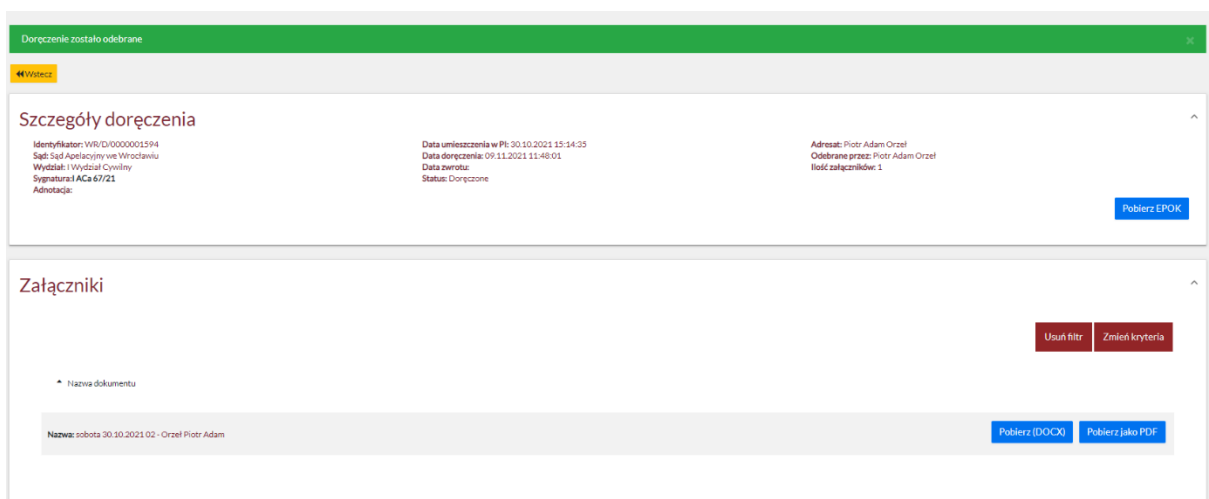 Doręczenie zostało odebrane
×
Wstecz
Szczegóły doręczenia
Identyfikator: WR/D/0000001594
Sąd: Sąd Apelacyjny we Wrocławiu
Wydział: I Wydział Cywilny
Sygnatura:I ACa 67/21
Adnotacja:
Data umieszczenia w PI: 30.10.2021 15:14:35
Data doręczenia: 09.11.2021 11:48:01
Data zwrotu:
Status: Doręczone
Adresat: Piotr Adam Orzeł
Odebrane przez: Piotr Adam Orzeł
Ilość załączników: 1
Pobierz EPOK
Załączniki
Usuń filtr
Zmień kryteria
Nazwa dokumentu
Nazwa: sobota 30.10.2021 02 - Orzeł Piotr Adam
Pobierz (DOCX)
Pobierz jako PDF